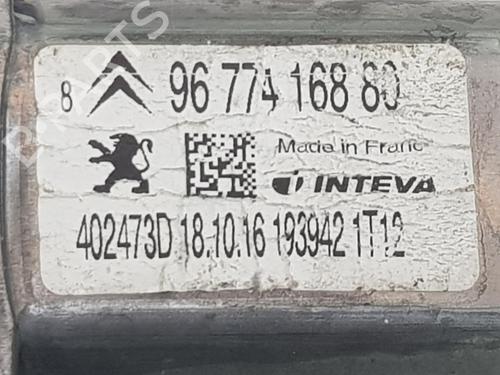 8 96 774 168 80
Made in Franc
INTEVA
402473D 18.10.16 193942 1T12